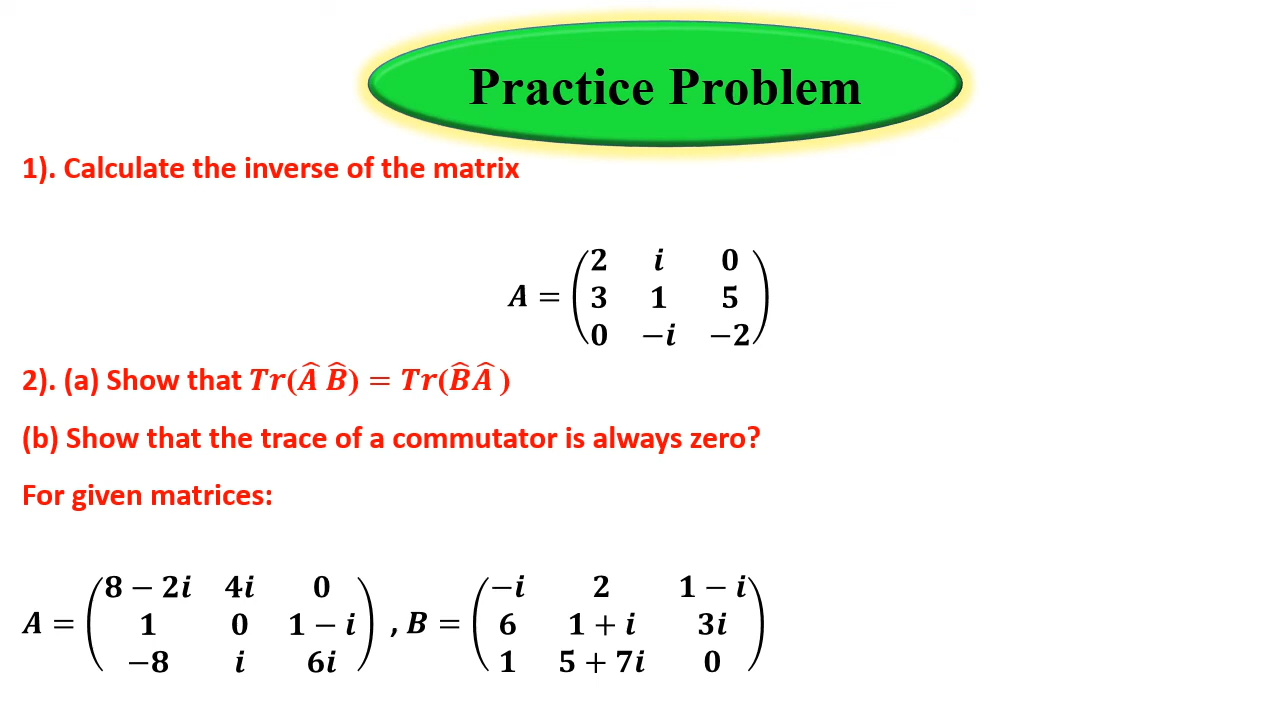 Practice Problem
1). Calculate the inverse of the matrix
A = ( 2 i 0
3 1 5
0 −i −2 )
2). (a) Show that Tr(Â B̂) = Tr(B̂Â )
(b) Show that the trace of a commutator is always zero?
For given matrices:
A = ( 8 − 2i 4i 0
1 0 1 − i
−8 i 6i ) , B = ( −i 2 1 − i
6 1 + i 3i
1 5 + 7i 0 )